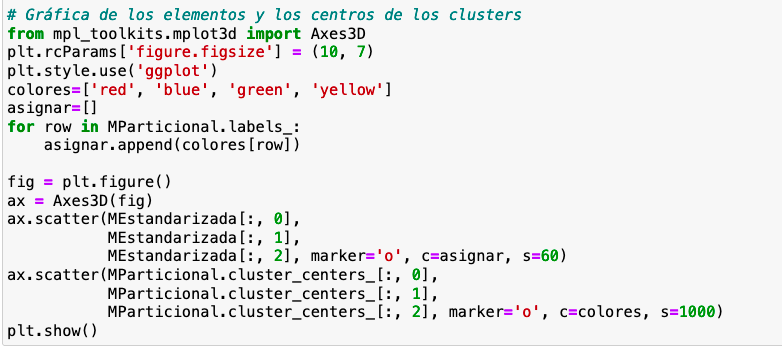 # Gráfica de los elementos y los centros de los clusters
from mpl_toolkits.mplot3d import Axes3D
plt.rcParams['figure.figsize'] = (10, 7)
plt.style.use('ggplot')
colores=['red', 'blue', 'green', 'yellow']
asignar=[]
for row in MParticional.labels_:
    asignar.append(colores[row])

fig = plt.figure()
ax = Axes3D(fig)
ax.scatter(MEstandarizada[:, 0],
           MEstandarizada[:, 1],
           MEstandarizada[:, 2], marker='o', c=asignar, s=60)
ax.scatter(MParticional.cluster_centers_[:, 0],
           MParticional.cluster_centers_[:, 1],
           MParticional.cluster_centers_[:, 2], marker='o', c=colores, s=1000)
plt.show()